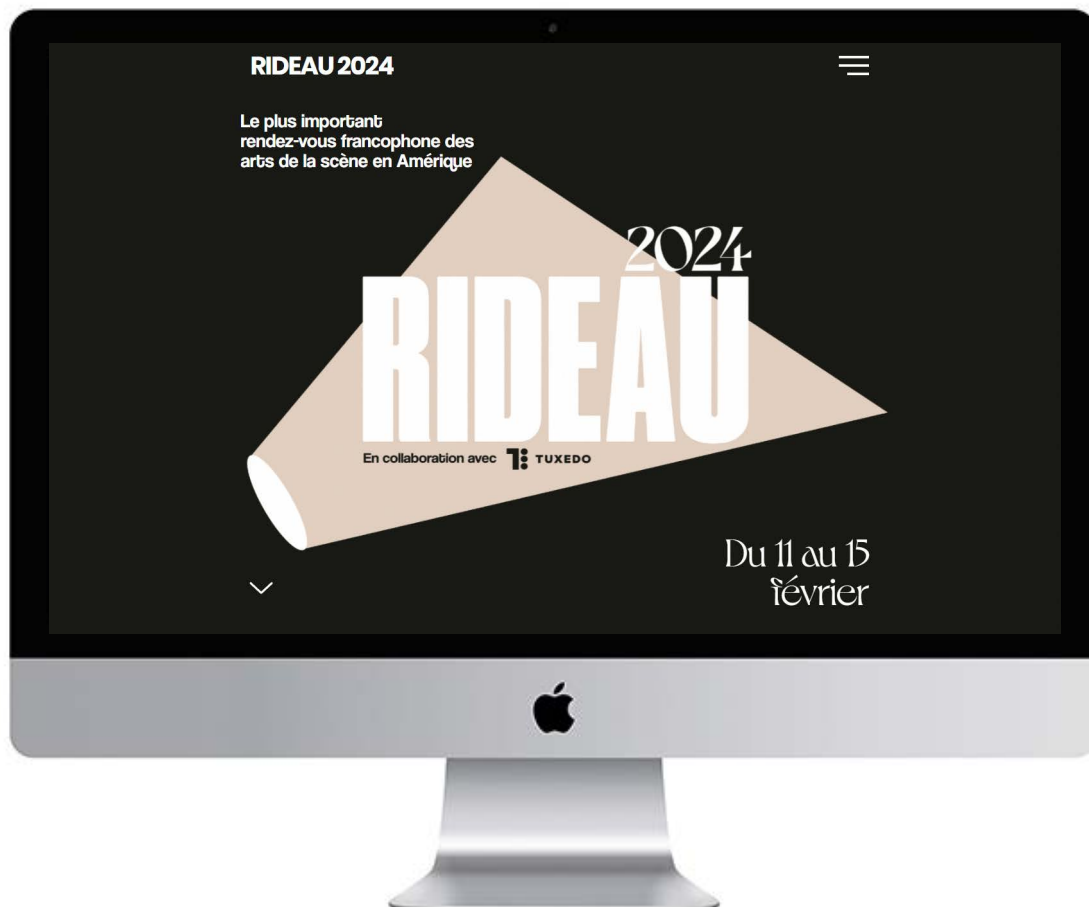 RIDEAU 2024
Le plus important
rendez-vous francophone des
arts de la scène en Amérique
2024
RIDEAU
En collaboration avec TUXEDO
Du 11 au 15
février